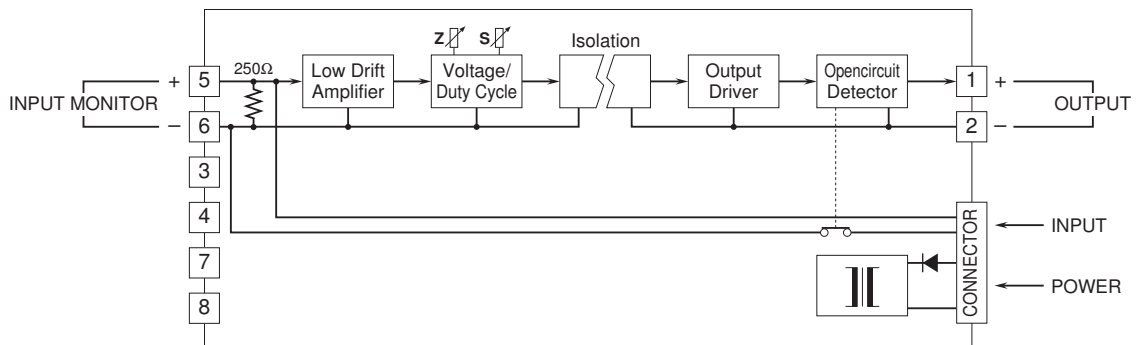 Z S
Isolation
250Ω
INPUT MONITOR
+
–
5
6
3
4
7
8
Low Drift
Amplifier
Voltage/
Duty Cycle
Output
Driver
Opencircuit
Detector
1
2
+
–
OUTPUT
CONNECTOR
INPUT
POWER